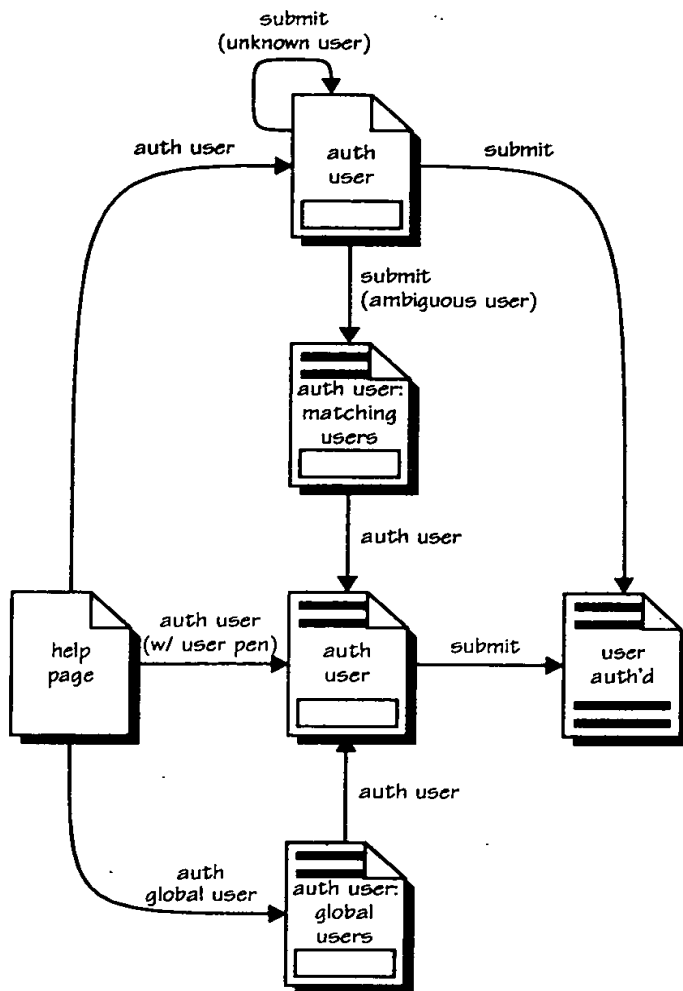 submit
(unknown user)
auth user
auth
user
submit
submit
(ambiguous user)
auth user:
matching
users
auth user
help
page
auth user
(w/ user pen)
auth
user
submit
user
auth'd
auth user
auth
global user
auth user:
global
users